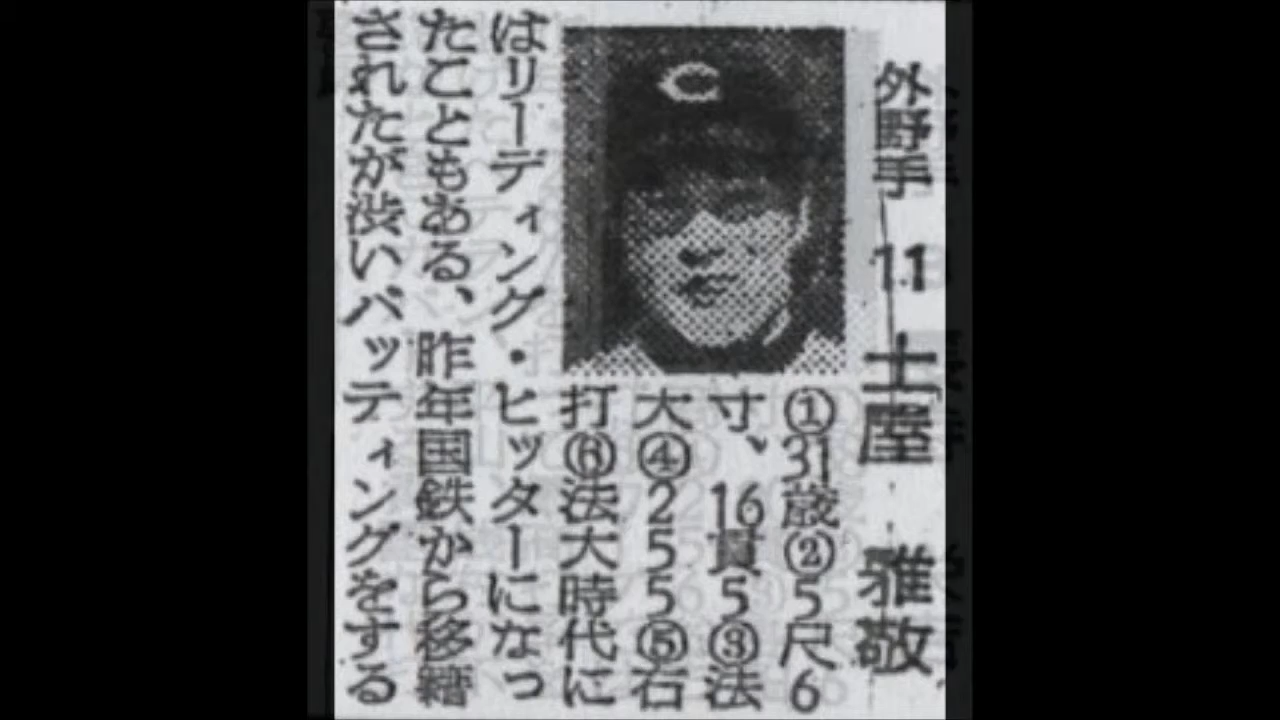 外野手 11 土屋 雅敬
①31歳②5尺6
寸、16貫5③法
大④255⑤石
打⑥法大時代に
はリーディング・ヒッターになっ
たこともある、昨年国鉄から移籍
されたが渋いバッティングをする
C